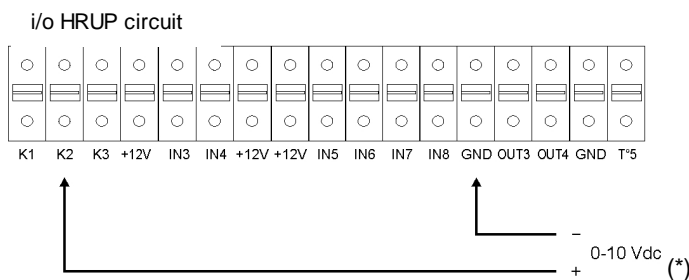 i/o HRUP circuit
K1 K2 K3 +12V IN3 IN4 +12V +12V IN5 IN6 IN7 IN8 GND OUT3 OUT4 GND T°5
−
0-10 Vdc (*)
+